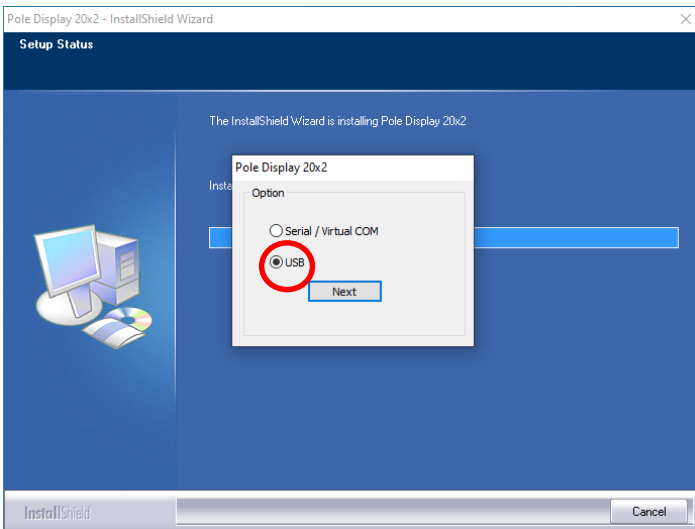 Pole Display 20x2 - InstallShield Wizard
Setup Status
The InstallShield Wizard is installing Pole Display 20x2
Insta
Pole Display 20x2
Option
Serial / Virtual COM
USB
Next
InstallShield
Cancel